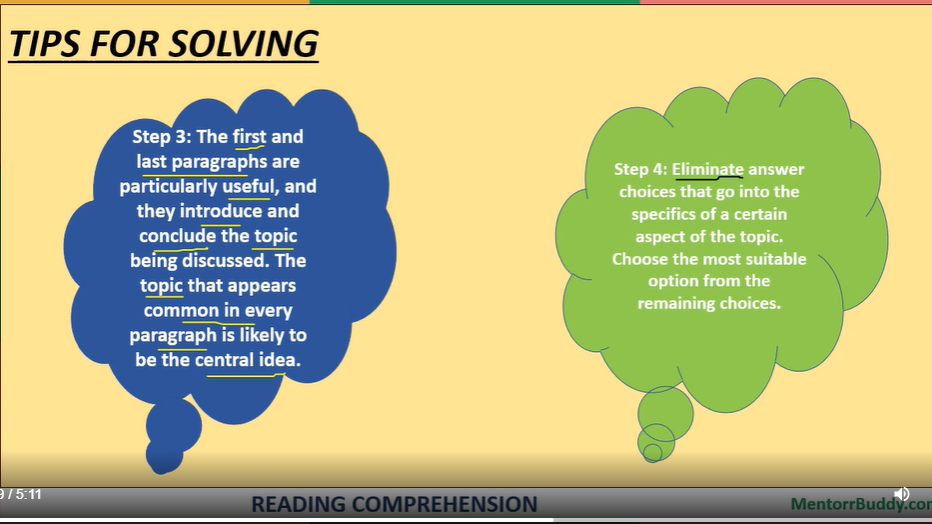 TIPS FOR SOLVING
Step 3: The first and
last paragraphs are
particularly useful, and
they introduce and
conclude the topic
being discussed. The
topic that appears
common in every
paragraph is likely to
be the central idea.
Step 4: Eliminate answer
choices that go into the
specifics of a certain
aspect of the topic.
Choose the most suitable
option from the
remaining choices.
9 / 5:11
READING COMPREHENSION
MentorrBuddy.com